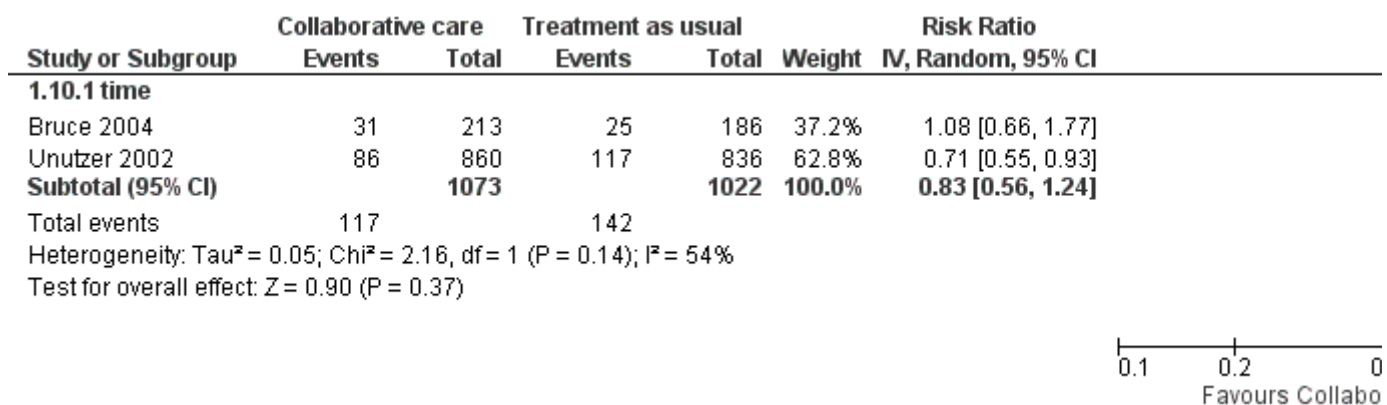 Collaborative care Treatment as usual Risk Ratio
Study or Subgroup Events Total Events Total Weight IV, Random, 95% CI
1.10.1 time
Bruce 2004 31 213 25 186 37.2% 1.08 [0.66, 1.77]
Unutzer 2002 86 860 117 836 62.8% 0.71 [0.55, 0.93]
Subtotal (95% CI) 1073 1022 100.0% 0.83 [0.56, 1.24]
Total events 117 142
Heterogeneity: Tau² = 0.05; Chi² = 2.16, df = 1 (P = 0.14); I² = 54%
Test for overall effect: Z = 0.90 (P = 0.37)
0.1 0.2 0
Favours Collabo